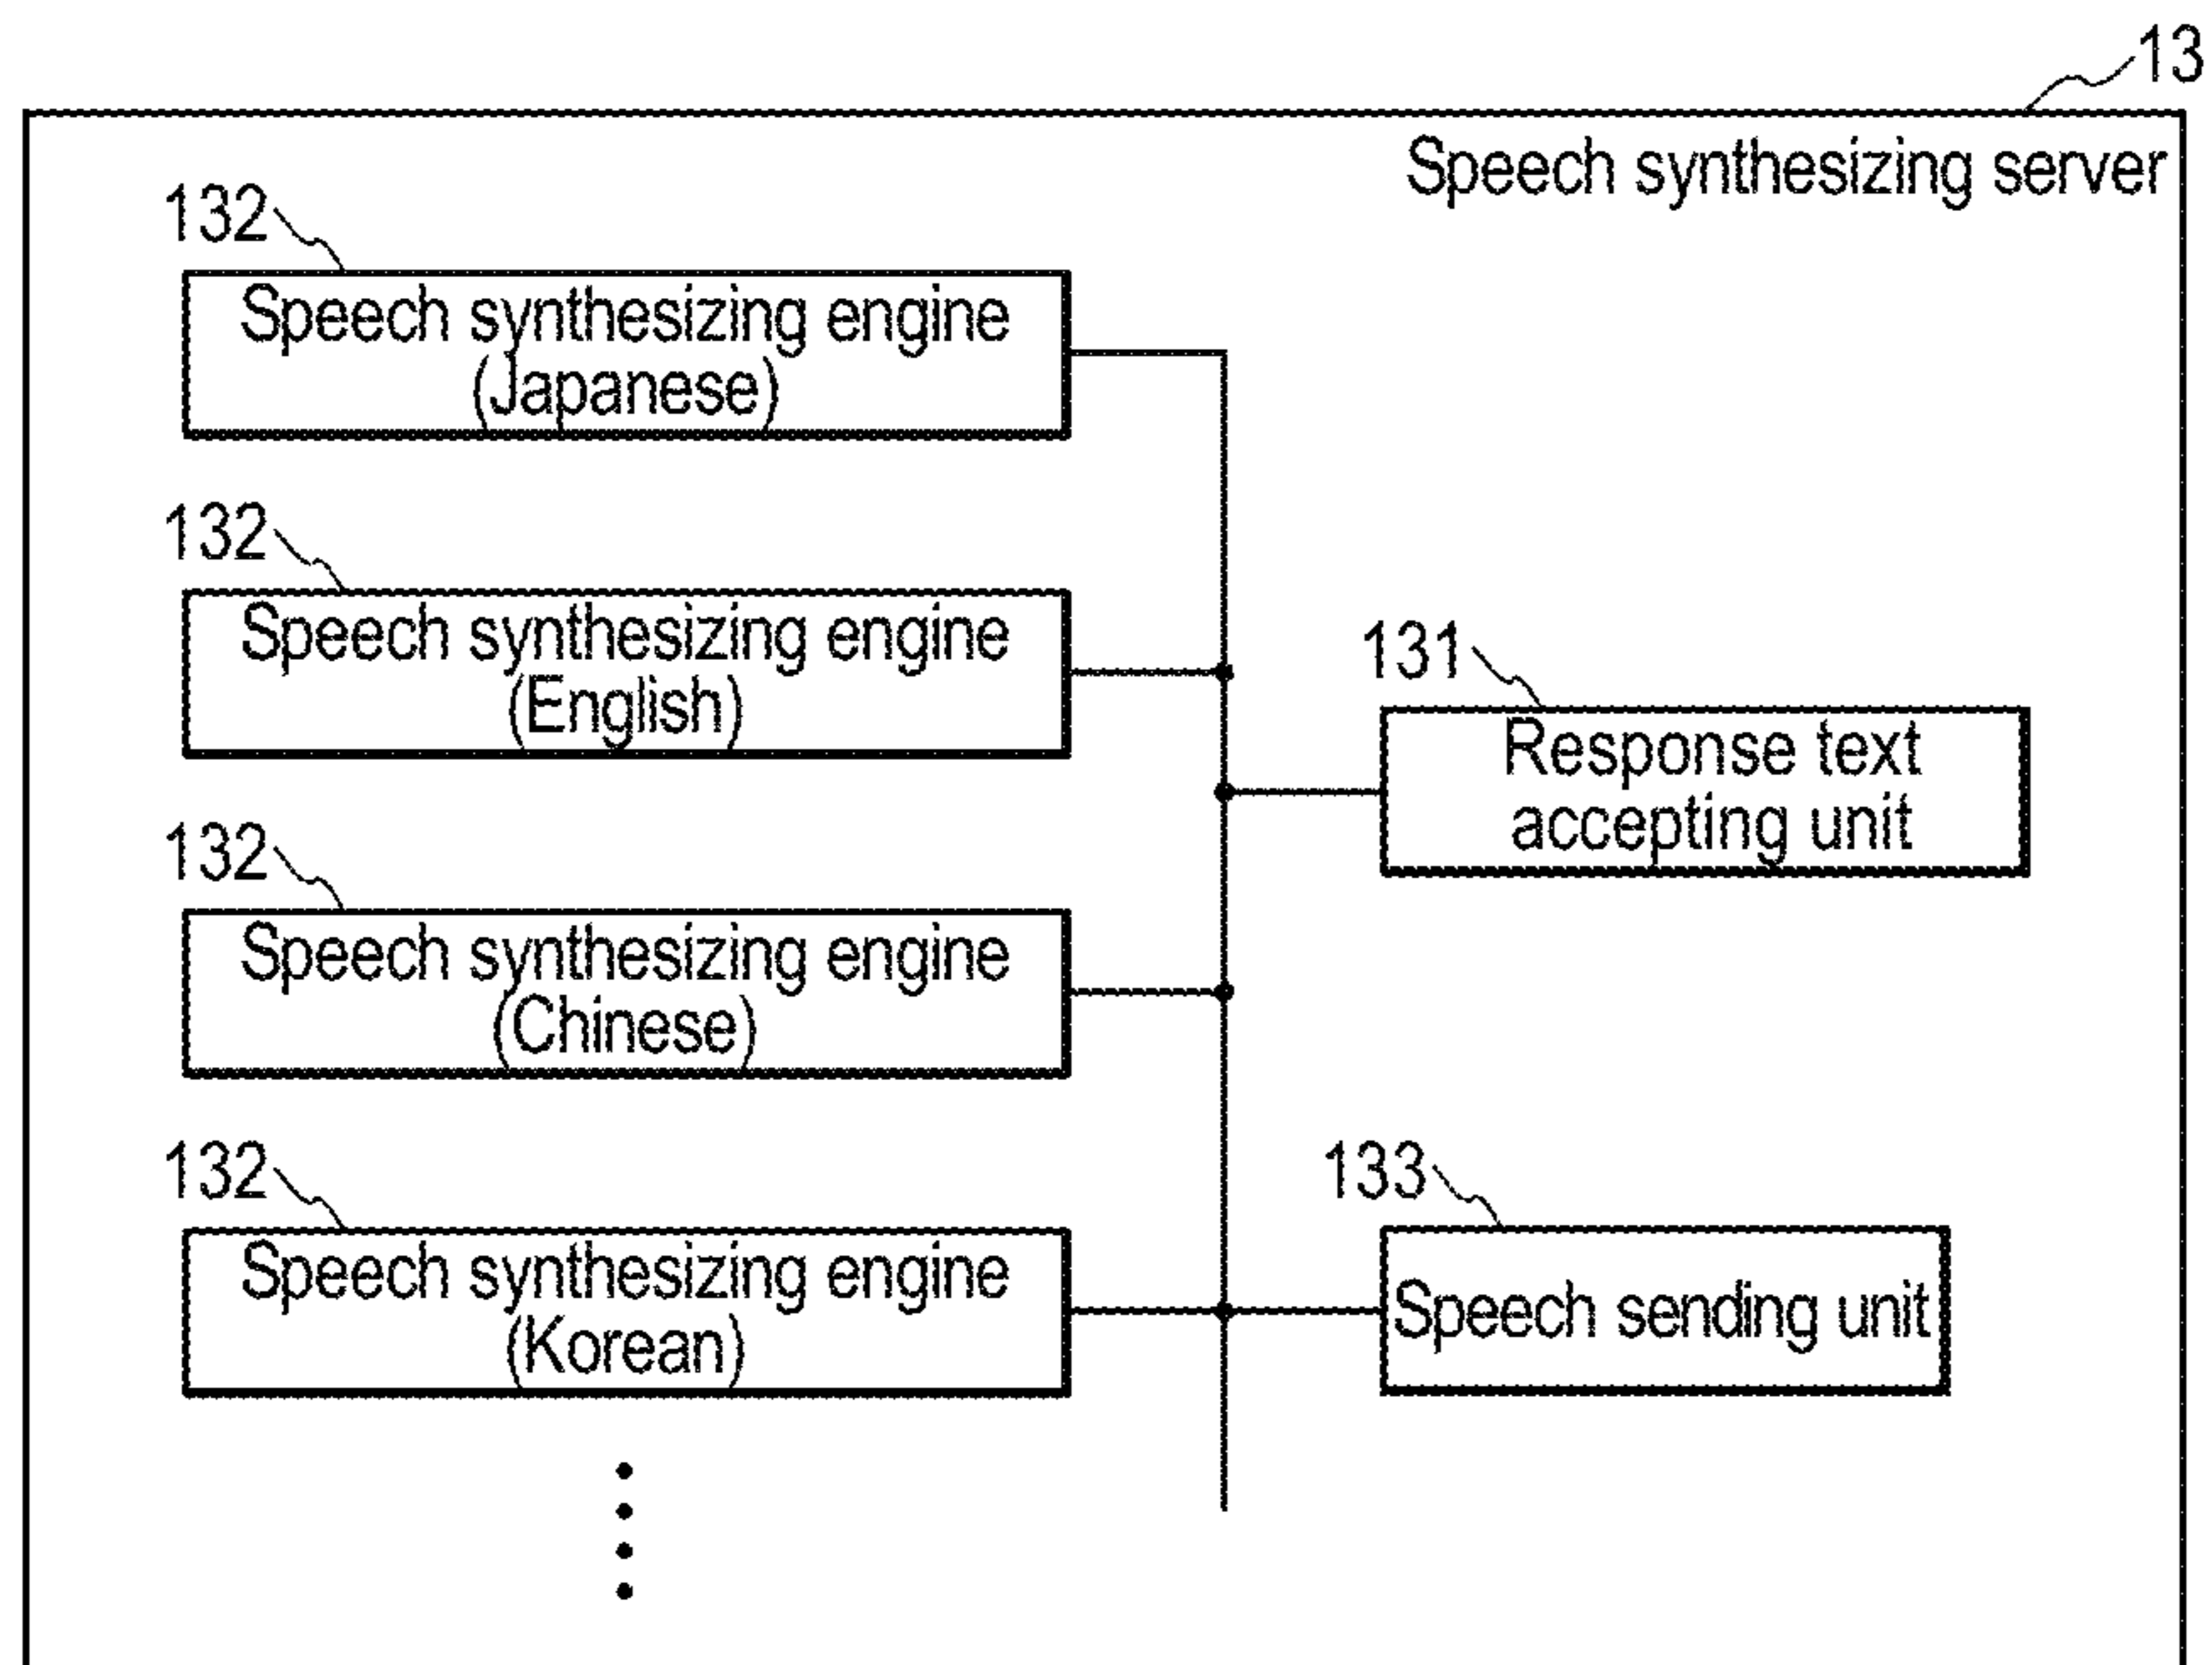 13
Speech synthesizing server
132
Speech synthesizing engine
(Japanese)
132
Speech synthesizing engine
(English)
131
Response text
accepting unit
132
Speech synthesizing engine
(Chinese)
132
Speech synthesizing engine
(Korean)
133
Speech sending unit